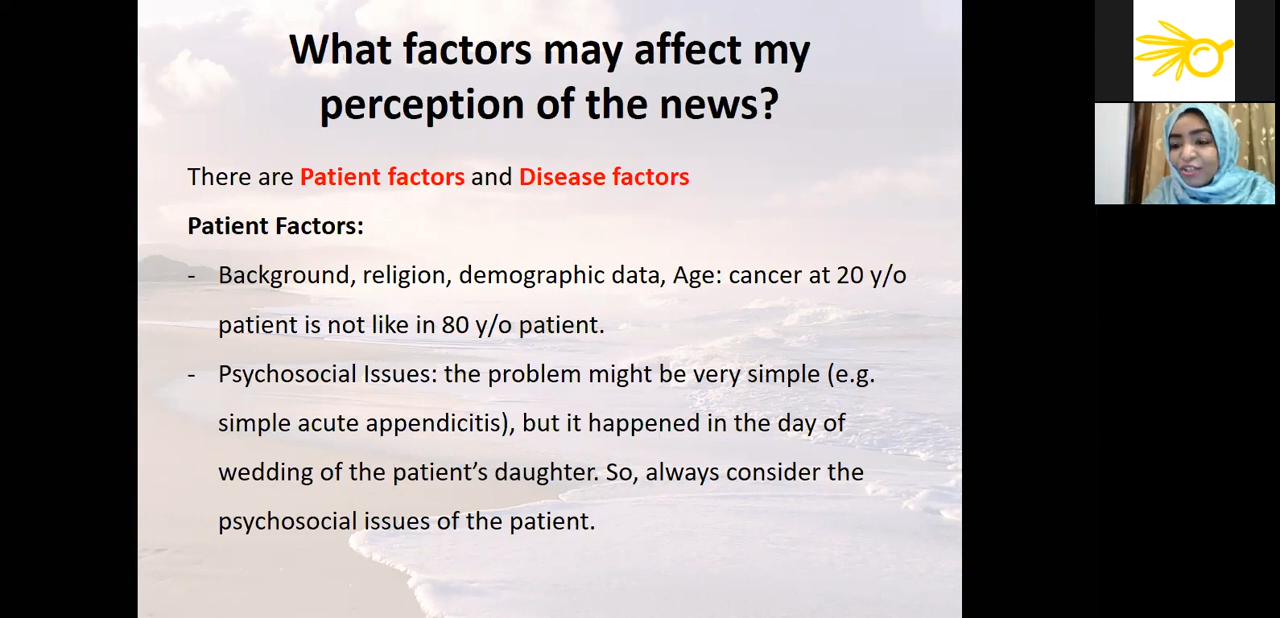 What factors may affect my
perception of the news?
There are Patient factors and Disease factors
Patient Factors:
- Background, religion, demographic data, Age: cancer at 20 y/o
patient is not like in 80 y/o patient.
- Psychosocial Issues: the problem might be very simple (e.g.
simple acute appendicitis), but it happened in the day of
wedding of the patient’s daughter. So, always consider the
psychosocial issues of the patient.